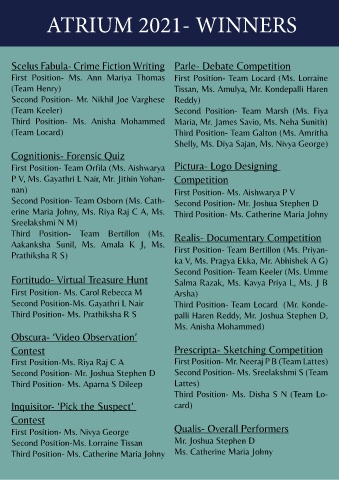 ATRIUM 2021- WINNERS
Scelus Fabula- Crime Fiction Writing
First Position- Ms. Ann Mariya Thomas
(Team Henry)
Second Position- Mr. Nikhil Joe Varghese
(Team Keeler)
Third Position- Ms. Anisha Mohammed
(Team Locard)
Cognitionis- Forensic Quiz
First Position- Team Orfila (Ms. Aishwarya
P V, Ms. Gayathri L Nair, Mr. Jithin Yohan-
nan)
Second Position- Team Osborn (Ms. Cath-
erine Maria Johny, Ms. Riya Raj C A, Ms.
Sreelakshmi N M)
Third Position- Team Bertillon (Ms.
Aakanksha Sunil, Ms. Amala K J, Ms.
Prathiksha R S)
Fortitudo- Virtual Treasure Hunt
First Position- Ms. Carol Rebecca M
Second Position-Ms. Gayathri L Nair
Third Position- Ms. Prathiksha R S
Obscura- ‘Video Observation’
Contest
First Position-Ms. Riya Raj C A
Second Position- Mr. Joshua Stephen D
Third Position- Ms. Aparna S Dileep
Inquisitor- ‘Pick the Suspect’
Contest
First Position- Ms. Nivya George
Second Position-Ms. Lorraine Tissan
Third Position- Ms. Catherine Maria Johny
Parle- Debate Competition
First Position- Team Locard (Ms. Lorraine
Tissan, Ms. Amulya, Mr. Kondepalli Haren
Reddy)
Second Position- Team Marsh (Ms. Fiya
Maria, Mr. James Savio, Ms. Neha Sunith)
Third Position- Team Galton (Ms. Amritha
Shelly, Ms. Diya Sajan, Ms. Nivya George)
Pictura- Logo Designing
Competition
First Position- Ms. Aishwarya P V
Second Position- Mr. Joshua Stephen D
Third Position- Ms. Catherine Maria Johny
Realis- Documentary Competition
First Position- Team Bertillon (Ms. Priyan-
ka V, Ms. Pragya Ekka, Mr. Abhishek A G)
Second Position- Team Keeler (Ms. Umme
Salma Razak, Ms. Kavya Priya L, Ms. J B
Arsha)
Third Position- Team Locard (Mr. Konde-
palli Haren Reddy, Mr. Joshua Stephen D,
Ms. Anisha Mohammed)
Prescripta- Sketching Competition
First Position- Mr. Neeraj P B (Team Lattes)
Second Position- Ms. Sreelakshmi S (Team
Lattes)
Third Position- Ms. Disha S N (Team Lo-
card)
Qualis- Overall Performers
Mr. Joshua Stephen D
Ms. Catherine Maria Johny